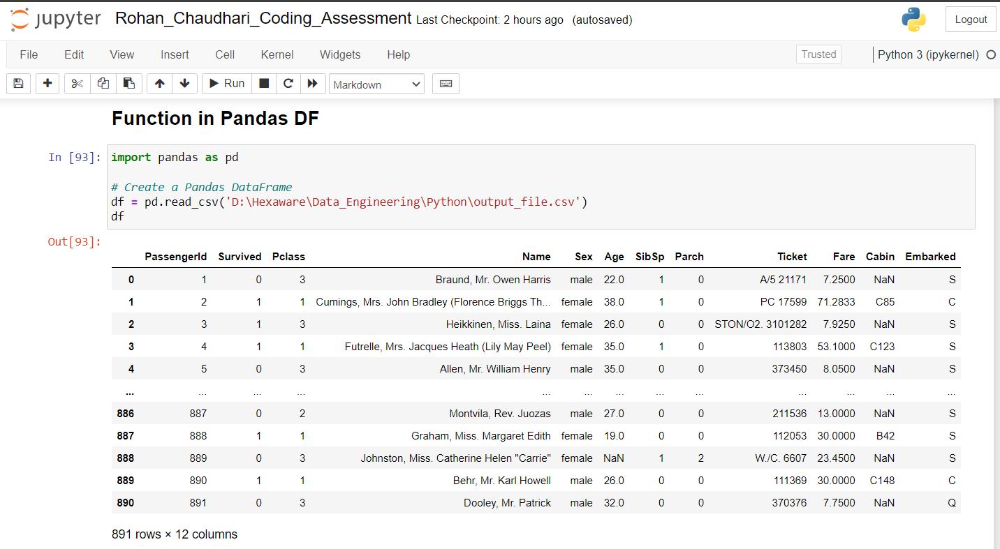 jupyter Rohan_Chaudhari_Coding_Assessment Last Checkpoint: 2 hours ago (autosaved) Logout
File Edit View Insert Cell Kernel Widgets Help Trusted Python 3 (ipykernel)
Run Markdown
Function in Pandas DF
In [93]: import pandas as pd
# Create a Pandas DataFrame
df = pd.read_csv('D:\Hexaware\Data_Engineering\Python\output_file.csv')
df
Out[93]:
PassengerId Survived Pclass Name Sex Age SibSp Parch Ticket Fare Cabin Embarked
0 1 0 3 Braund, Mr. Owen Harris male 22.0 1 0 A/5 21171 7.2500 NaN S
1 2 1 1 Cumings, Mrs. John Bradley (Florence Briggs Th... female 38.0 1 0 PC 17599 71.2833 C85 C
2 3 1 3 Heikkinen, Miss. Laina female 26.0 0 0 STON/O2. 3101282 7.9250 NaN S
3 4 1 1 Futrelle, Mrs. Jacques Heath (Lily May Peel) female 35.0 1 0 113803 53.1000 C123 S
4 5 0 3 Allen, Mr. William Henry male 35.0 0 0 373450 8.0500 NaN S
... ... ... ... ... ... ... ... ... ... ... ... ...
886 887 0 2 Montvila, Rev. Juozas male 27.0 0 0 211536 13.0000 NaN S
887 888 1 1 Graham, Miss. Margaret Edith female 19.0 0 0 112053 30.0000 B42 S
888 889 0 3 Johnston, Miss. Catherine Helen "Carrie" female NaN 1 2 W./C. 6607 23.4500 NaN S
889 890 1 1 Behr, Mr. Karl Howell male 26.0 0 0 111369 30.0000 C148 C
890 891 0 3 Dooley, Mr. Patrick male 32.0 0 0 370376 7.7500 NaN Q
891 rows × 12 columns